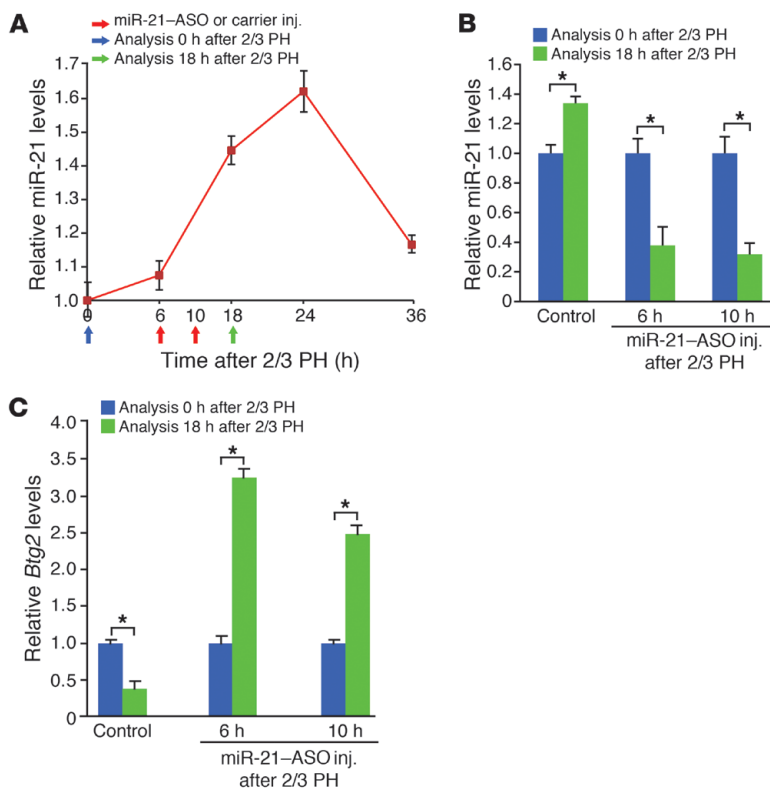 A
miR-21–ASO or carrier inj.
Analysis 0 h after 2/3 PH
Analysis 18 h after 2/3 PH
Relative miR-21 levels
1.7
1.6
1.5
1.4
1.3
1.2
1.1
1.0
0 6 10 18 24 36
Time after 2/3 PH (h)
B
Analysis 0 h after 2/3 PH
Analysis 18 h after 2/3 PH
Relative miR-21 levels
1.6
1.4
1.2
1.0
0.8
0.6
0.4
0.2
0
* * *
Control 6 h 10 h
miR-21–ASO inj.
after 2/3 PH
C
Analysis 0 h after 2/3 PH
Analysis 18 h after 2/3 PH
Relative Btg2 levels
4.0
3.5
3.0
2.5
2.0
1.5
1.0
0.5
0
* * *
Control 6 h 10 h
miR-21–ASO inj.
after 2/3 PH